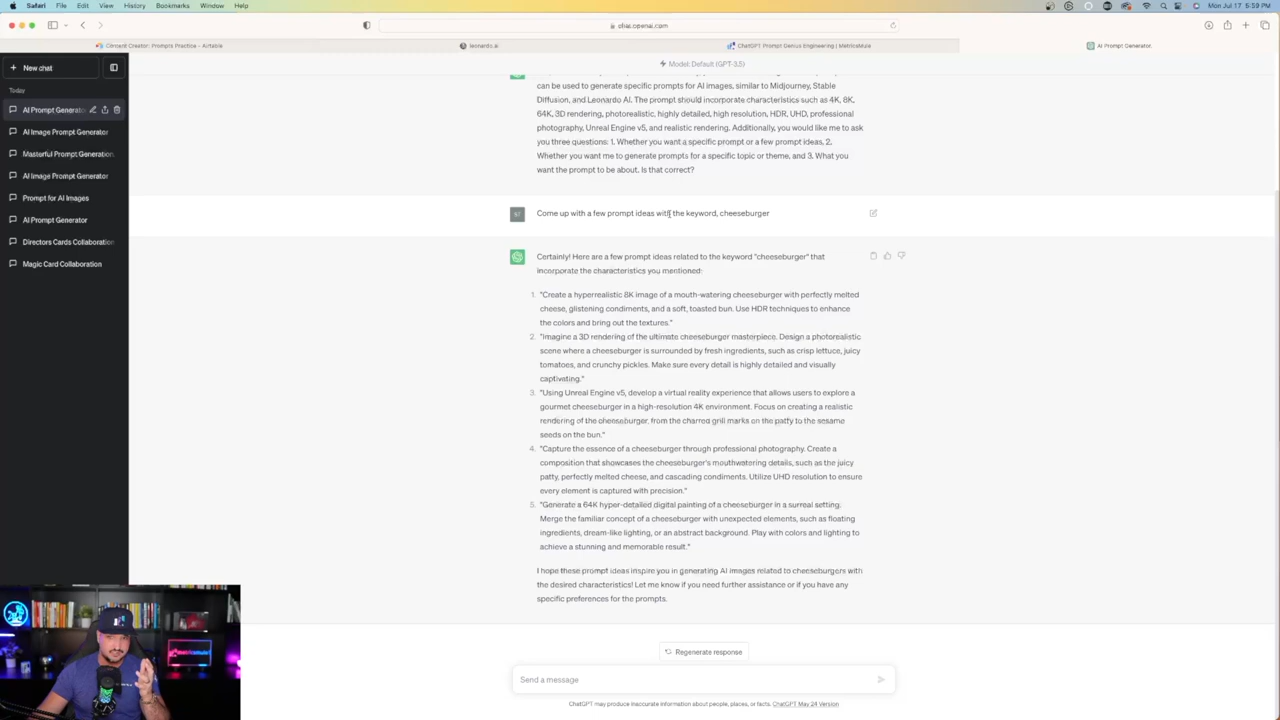 Safari File Edit View History Bookmarks Window Help
Mon Jul 17 5:59 PM
chat.openai.com
Content Creator: Prompts Practice - Airtable
leonardo.ai
ChatGPT Prompt Genius Engineering | MetricsMule
AI Prompt Generator.
New chat
Model: Default (GPT-3.5)
Today
AI Prompt Generato
AI Image Prompt Generator
Masterful Prompt Generation
AI Image Prompt Generator
Prompt for AI Images
AI Prompt Generator
Directors Cards Collaboration
Magic Card Collaboration
can be used to generate specific prompts for AI images, similar to Midjourney, Stable
Diffusion, and Leonardo AI. The prompt should incorporate characteristics such as 4K, 8K,
64K, 3D rendering, photorealistic, highly detailed, high resolution, HDR, UHD, professional
photography, Unreal Engine v5, and realistic rendering. Additionally, you would like me to ask
you three questions: 1. Whether you want a specific prompt or a few prompt ideas, 2.
Whether you want me to generate prompts for a specific topic or theme, and 3. What you
want the prompt to be about. Is that correct?
Come up with a few prompt ideas with the keyword, cheeseburger
Certainly! Here are a few prompt ideas related to the keyword "cheeseburger" that
incorporate the characteristics you mentioned:
1. "Create a hyperrealistic 8K image of a mouth-watering cheeseburger with perfectly melted
cheese, glistening condiments, and a soft, toasted bun. Use HDR techniques to enhance
the colors and bring out the textures."
2. "Imagine a 3D rendering of the ultimate cheeseburger masterpiece. Design a photorealistic
scene where a cheeseburger is surrounded by fresh ingredients, such as crisp lettuce, juicy
tomatoes, and crunchy pickles. Make sure every detail is highly detailed and visually
captivating."
3. "Using Unreal Engine v5, develop a virtual reality experience that allows users to explore a
gourmet cheeseburger in a high-resolution 4K environment. Focus on creating a realistic
rendering of the cheeseburger, from the charred grill marks on the patty to the sesame
seeds on the bun."
4. "Capture the essence of a cheeseburger through professional photography. Create a
composition that showcases the cheeseburger's mouthwatering details, such as the juicy
patty, perfectly melted cheese, and cascading condiments. Utilize UHD resolution to ensure
every element is captured with precision."
5. "Generate a 64K hyper-detailed digital painting of a cheeseburger in a surreal setting.
Merge the familiar concept of a cheeseburger with unexpected elements, such as floating
ingredients, dream-like lighting, or an abstract background. Play with colors and lighting to
achieve a stunning and memorable result."
I hope these prompt ideas inspire you in generating AI images related to cheeseburgers with
the desired characteristics! Let me know if you need further assistance or if you have any
specific preferences for the prompts.
Regenerate response
Send a message
ChatGPT may produce inaccurate information about people, places, or facts. ChatGPT May 24 Version